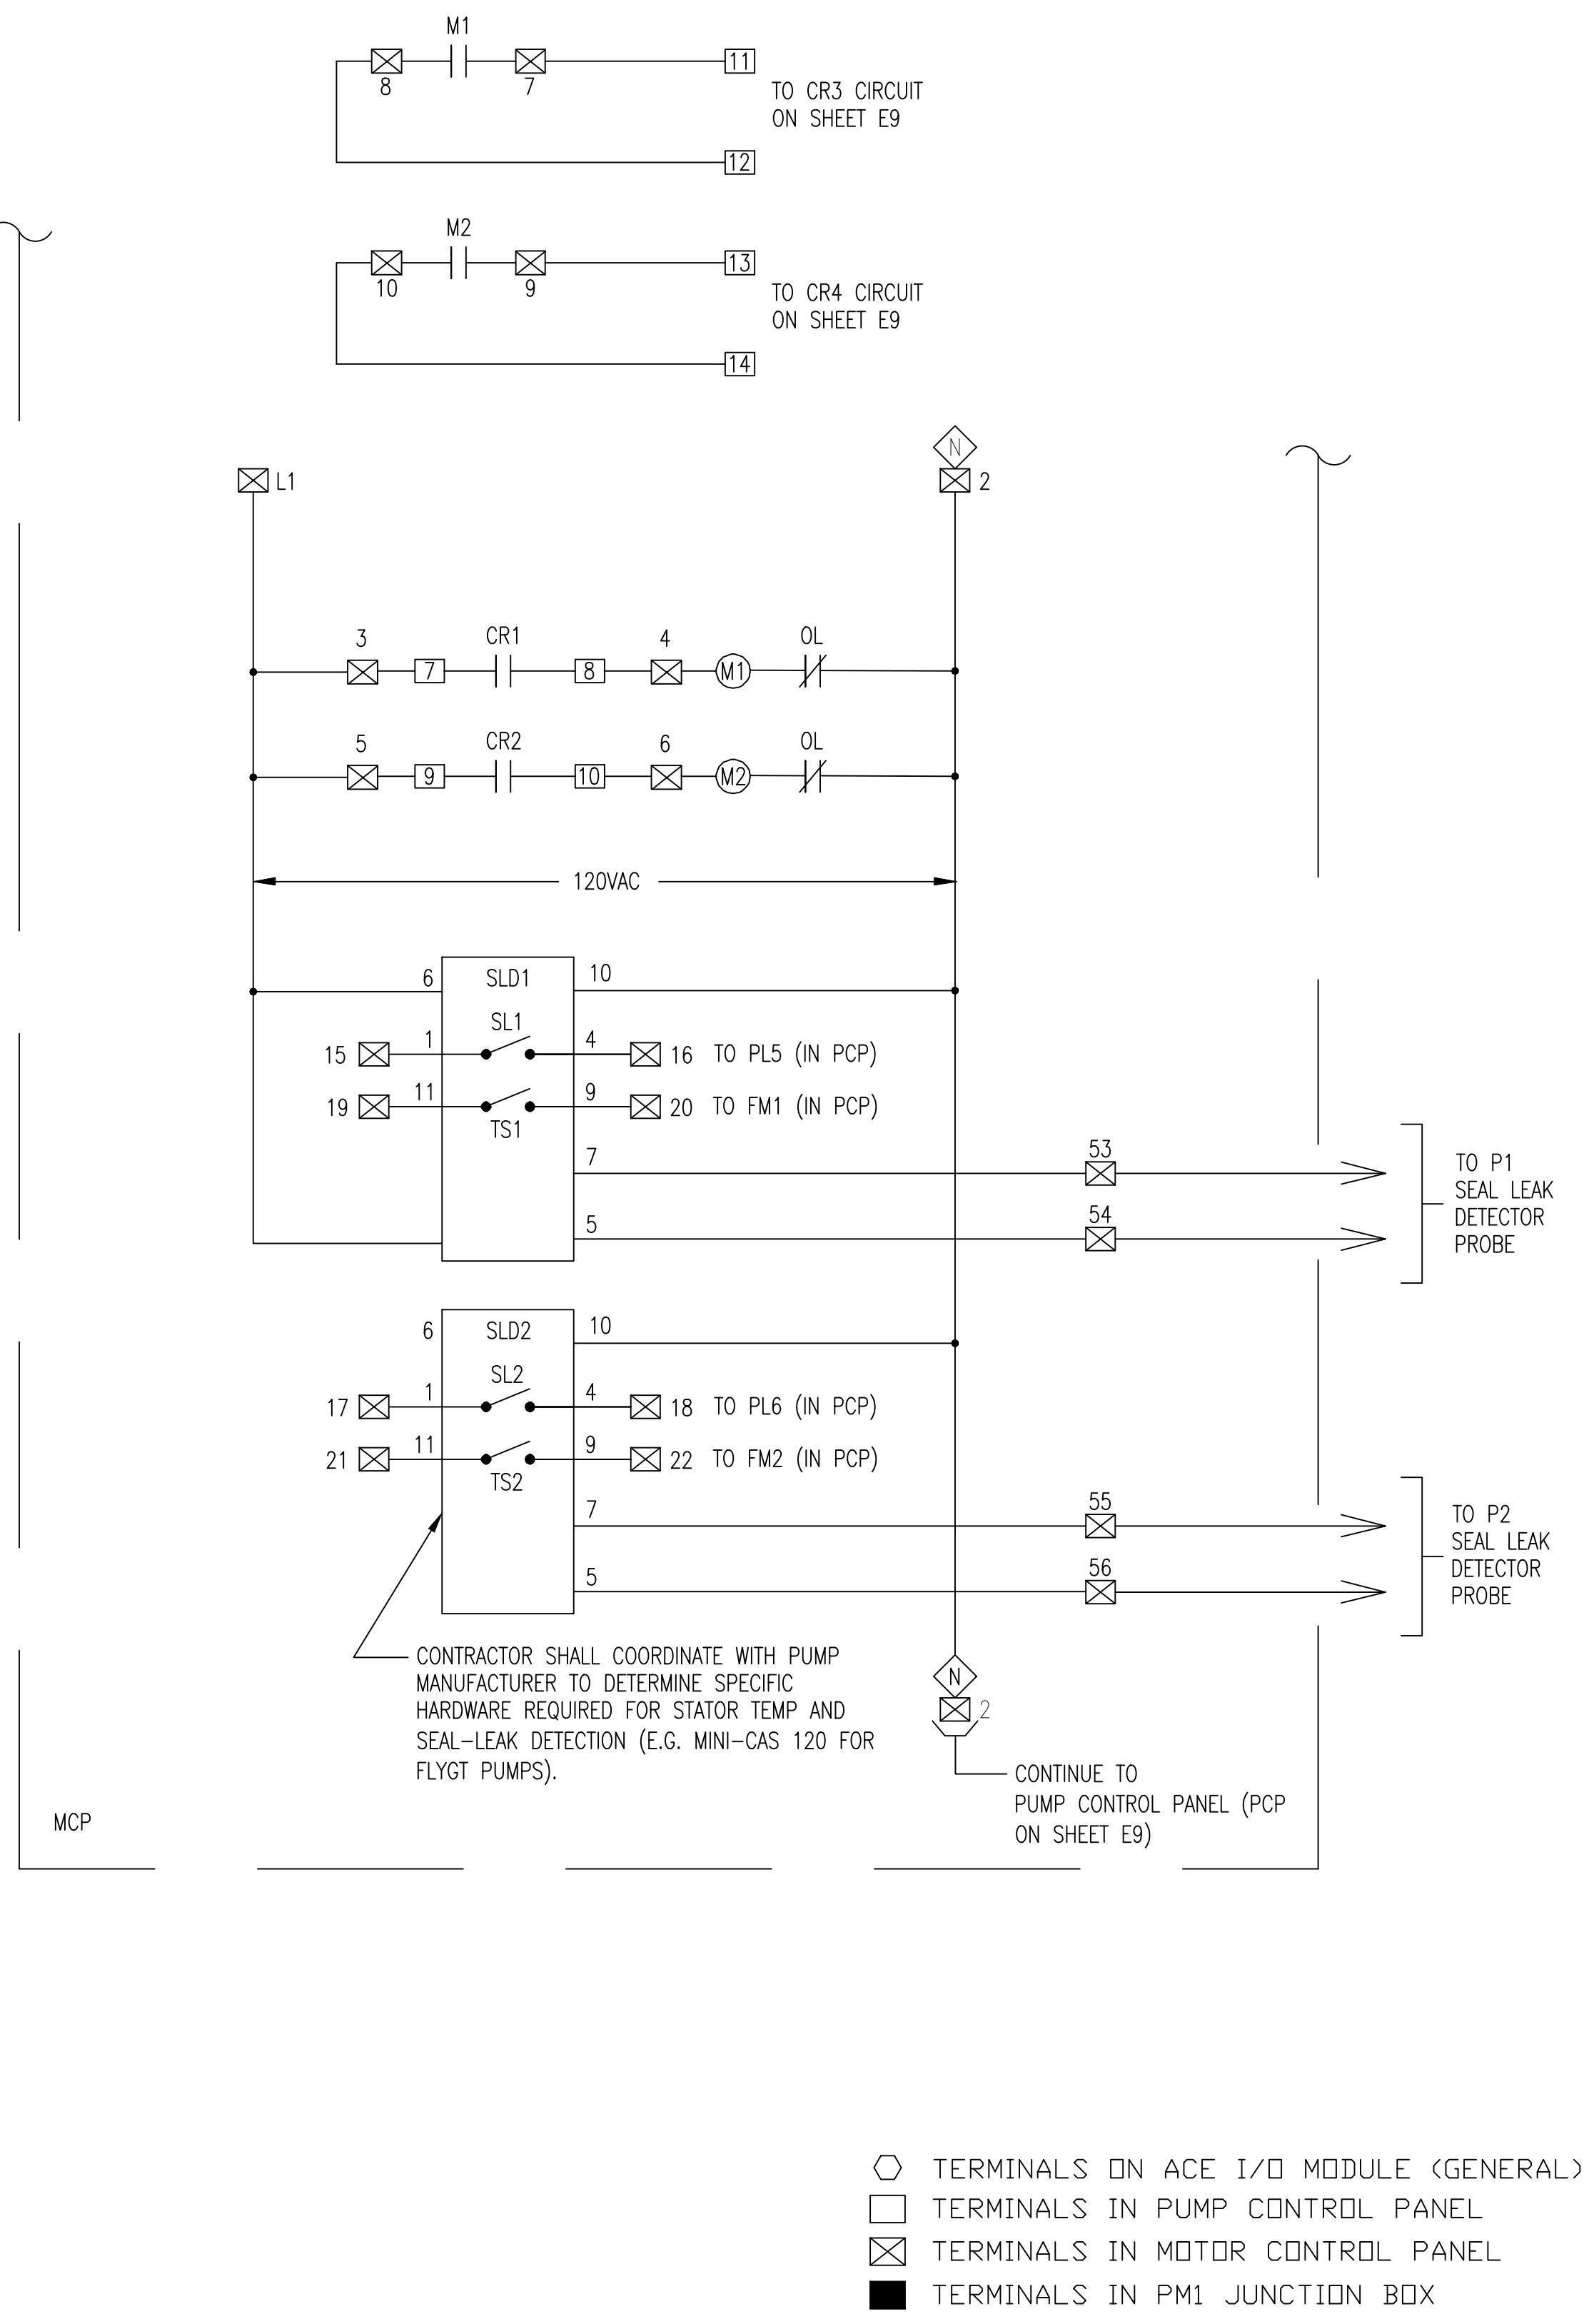 M1
8
7
11
TO CR3 CIRCUIT
ON SHEET E9
12
M2
10
9
13
TO CR4 CIRCUIT
ON SHEET E9
14
N
L1
2
3
CR1
4
OL
7
8
M1
5
CR2
6
OL
9
10
M2
120VAC
6
SLD1
10
SL1
15
1
4
16
TO PL5 (IN PCP)
19
11
9
20
TO FM1 (IN PCP)
TS1
7
53
5
54
TO P1
SEAL LEAK
DETECTOR
PROBE
6
SLD2
10
SL2
17
1
4
18
TO PL6 (IN PCP)
21
11
9
22
TO FM2 (IN PCP)
TS2
7
55
5
56
TO P2
SEAL LEAK
DETECTOR
PROBE
CONTRACTOR SHALL COORDINATE WITH PUMP
MANUFACTURER TO DETERMINE SPECIFIC
HARDWARE REQUIRED FOR STATOR TEMP AND
SEAL-LEAK DETECTION (E.G. MINI-CAS 120 FOR
FLYGT PUMPS).
N
2
CONTINUE TO
PUMP CONTROL PANEL (PCP
ON SHEET E9)
MCP
TERMINALS ON ACE I/O MODULE (GENERAL)
TERMINALS IN PUMP CONTROL PANEL
TERMINALS IN MOTOR CONTROL PANEL
TERMINALS IN PM1 JUNCTION BOX